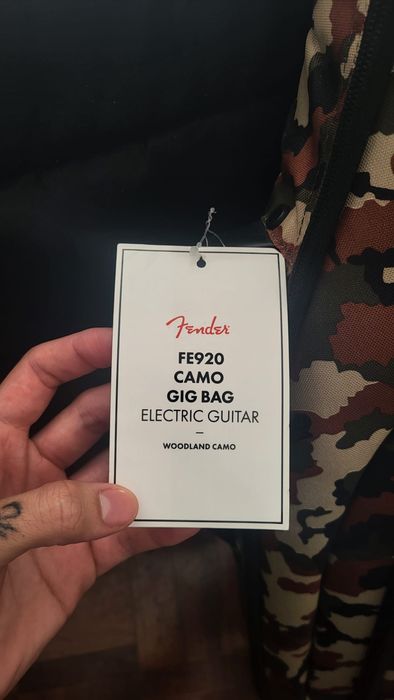 Fender
FE920
CAMO
GIG BAG
ELECTRIC GUITAR
–
WOODLAND CAMO